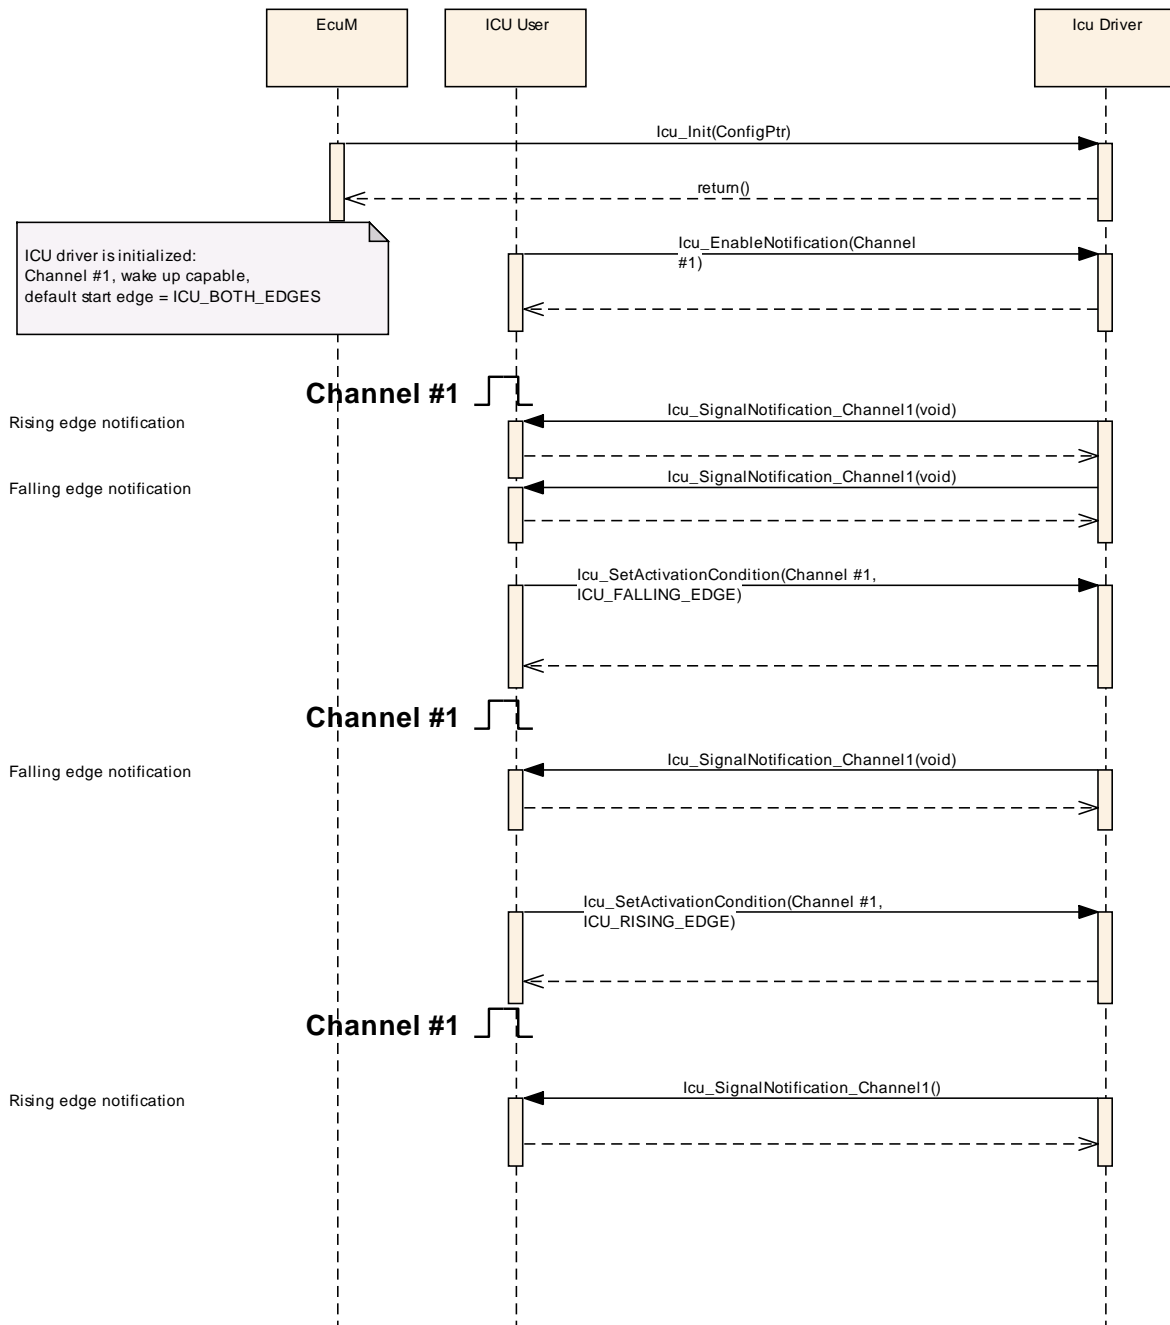 EcuM
ICU User
Icu Driver
Icu_Init(ConfigPtr)
return()
ICU driver is initialized:
Channel #1, wake up capable,
default start edge = ICU_BOTH_EDGES
Icu_EnableNotification(Channel
#1)
Channel #1
Icu_SignalNotification_Channel1(void)
Rising edge notification
Icu_SignalNotification_Channel1(void)
Falling edge notification
Icu_SetActivationCondition(Channel #1,
ICU_FALLING_EDGE)
Channel #1
Icu_SignalNotification_Channel1(void)
Falling edge notification
Icu_SetActivationCondition(Channel #1,
ICU_RISING_EDGE)
Channel #1
Icu_SignalNotification_Channel1()
Rising edge notification